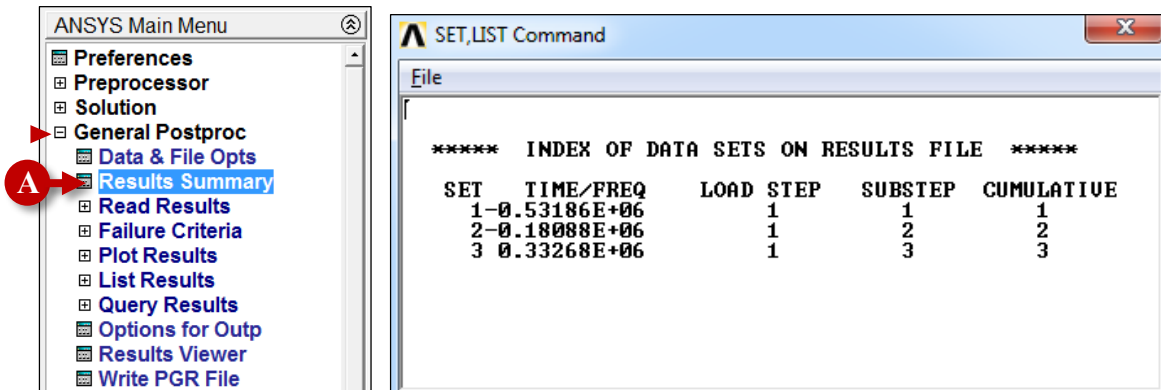 ANSYS Main Menu
Preferences
Preprocessor
Solution
General Postproc
Data & File Opts
A
Results Summary
Read Results
Failure Criteria
Plot Results
List Results
Query Results
Options for Outp
Results Viewer
Write PGR File
SET,LIST Command
File
***** INDEX OF DATA SETS ON RESULTS FILE *****
SET TIME/FREQ LOAD STEP SUBSTEP CUMULATIVE
1-0.53186E+06 1 1 1
2-0.18088E+06 1 2 2
3 0.33268E+06 1 3 3